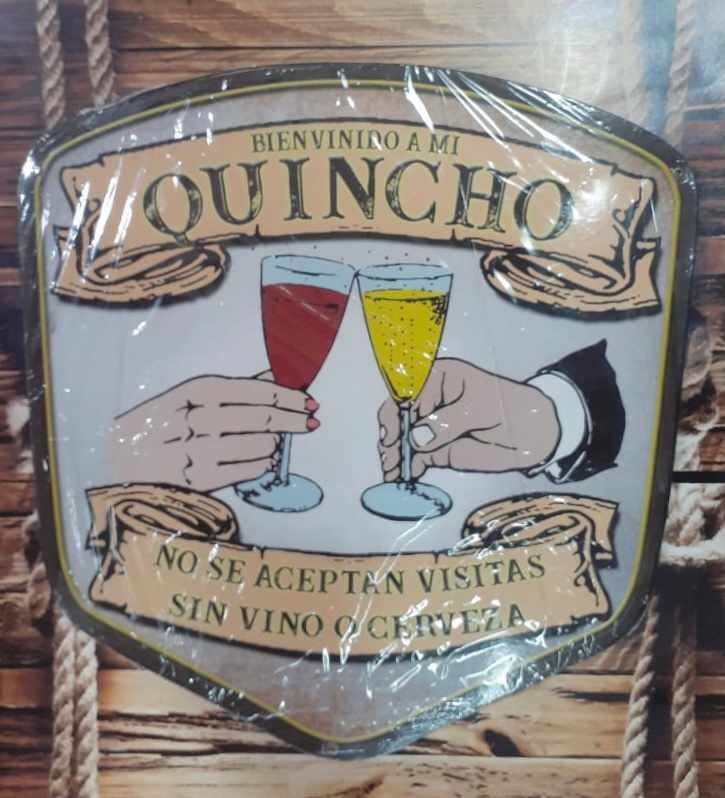 BIENVINIDO A MI
QUINCHO
NO SE ACEPTAN VISITAS
SIN VINO O CERVEZA